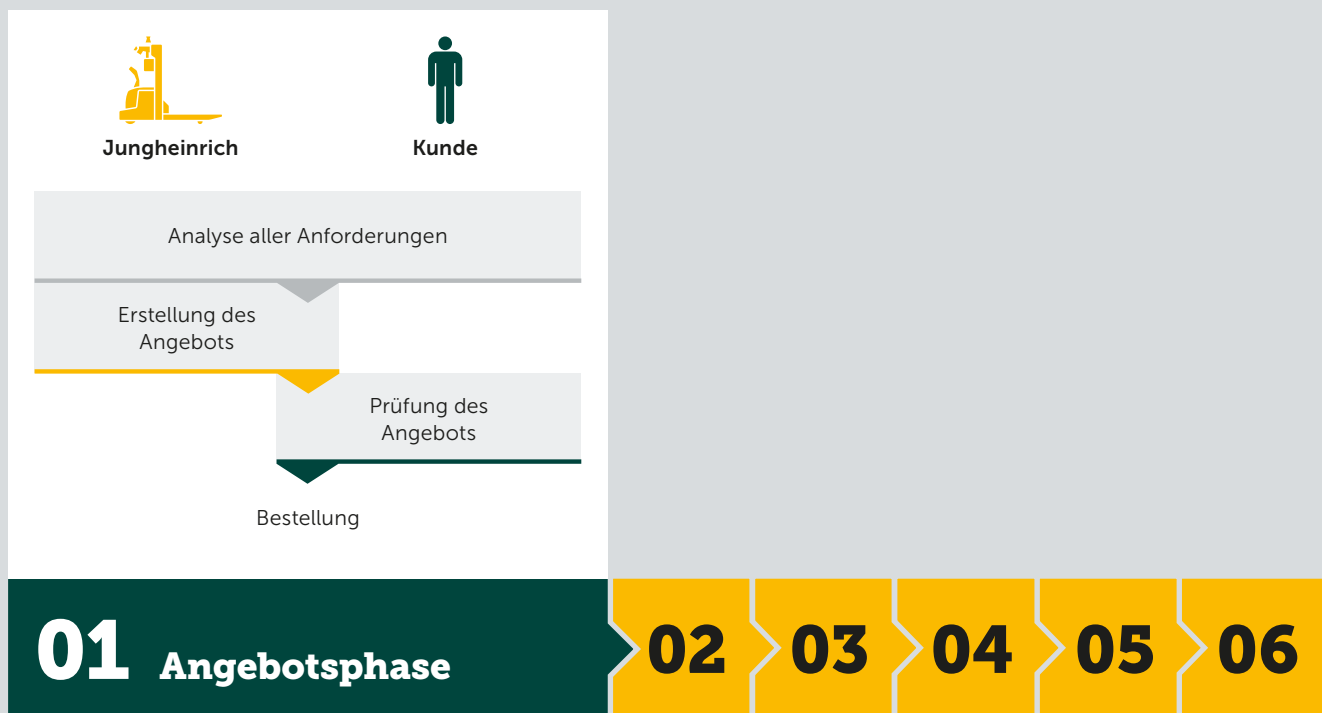 Jungheinrich
Kunde
Analyse aller Anforderungen
Erstellung des
Angebots
Prüfung des
Angebots
Bestellung
01 Angebotsphase
02
03
04
05
06